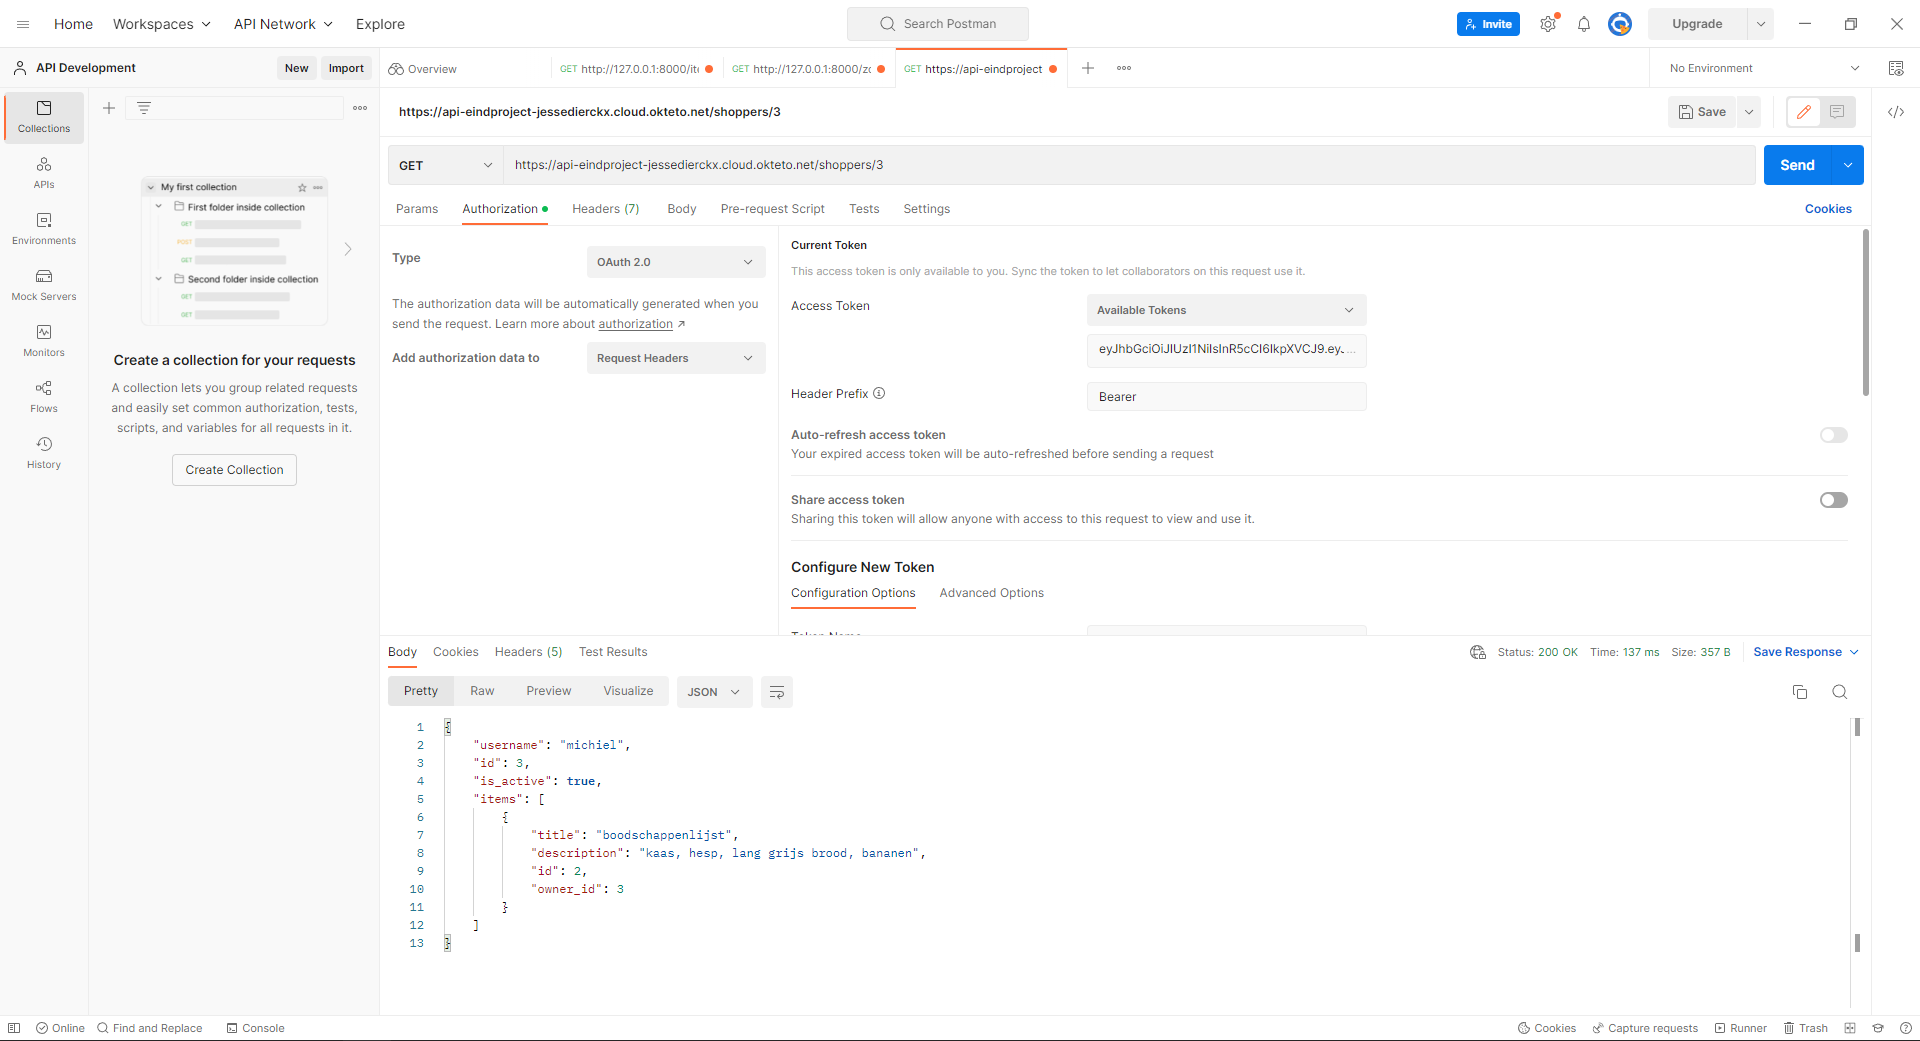 Home Workspaces API Network Explore Search Postman Invite Upgrade
API Development New Import Overview GET http://127.0.0.1:8000/ite GET http://127.0.0.1:8000/zo GET https://api-eindproject No Environment
https://api-eindproject-jessedierckx.cloud.okteto.net/shoppers/3 Save
GET https://api-eindproject-jessedierckx.cloud.okteto.net/shoppers/3 Send
Params Authorization Headers (7) Body Pre-request Script Tests Settings Cookies
Collections
APIs
Environments
Mock Servers
Monitors
Flows
History
My first collection
First folder inside collection
GET
POST
GET
Second folder inside collection
GET
GET
Create a collection for your requests
A collection lets you group related requests
and easily set common authorization, tests,
scripts, and variables for all requests in it.
Create Collection
Type OAuth 2.0
The authorization data will be automatically generated when you
send the request. Learn more about authorization ↗
Add authorization data to Request Headers
Current Token
This access token is only available to you. Sync the token to let collaborators on this request use it.
Access Token Available Tokens
eyJhbGciOiJIUzI1NiIsInR5cCI6IkpXVCJ9.ey. ...
Header Prefix Bearer
Auto-refresh access token
Your expired access token will be auto-refreshed before sending a request
Share access token
Sharing this token will allow anyone with access to this request to view and use it.
Configure New Token
Configuration Options Advanced Options
Token Name
Body Cookies Headers (5) Test Results Status: 200 OK Time: 137 ms Size: 357 B Save Response
Pretty Raw Preview Visualize JSON
1 {
2 "username": "michiel",
3 "id": 3,
4 "is_active": true,
5 "items": [
6 {
7 "title": "boodschappenlijst",
8 "description": "kaas, hesp, lang grijs brood, bananen",
9 "id": 2,
10 "owner_id": 3
11 }
12 ]
13 }
Online Find and Replace Console Cookies Capture requests Runner Trash